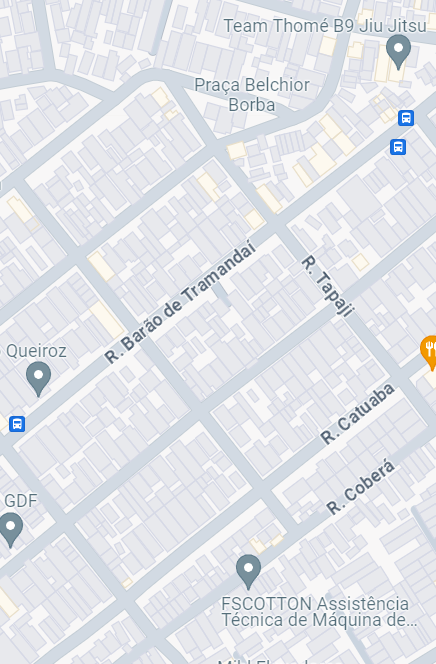 Team Thomé B9 Jiu Jitsu
Praça Belchior
Borba
R. Barão de Tramandaí
R. Tapaji
Queiroz
R. Catuaba
R. Coberá
GDF
FSCOTTON Assistência
Técnica de Máquina de...